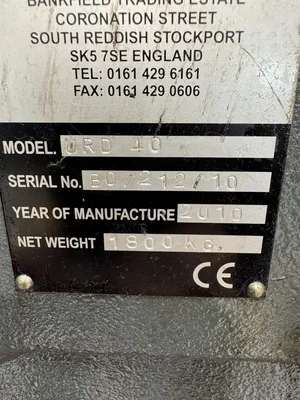 BANKFIELD TRADING ESTATE
CORONATION STREET
SOUTH REDDISH STOCKPORT
SK5 7SE ENGLAND
TEL: 0161 429 6161
FAX: 0161 429 0606
MODEL. URD 40
SERIAL No. 60/212/10
YEAR OF MANUFACTURE 2010
NET WEIGHT 1800KG.
CE